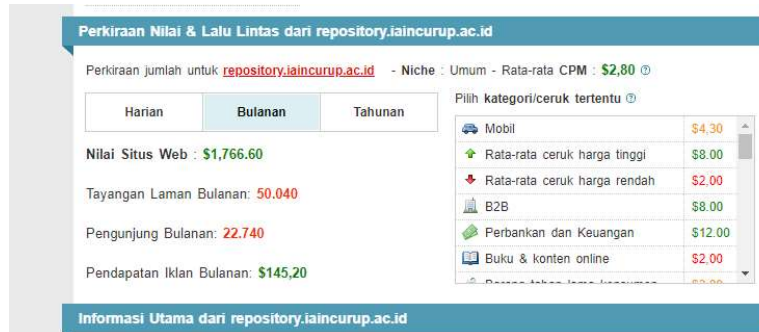 Perkiraan Nilai & Lalu Lintas dari repository.iaincurup.ac.id
Perkiraan jumlah untuk repository.iaincurup.ac.id - Niche : Umum - Rata-rata CPM : $2,80
Harian Bulanan Tahunan
Nilai Situs Web : $1,766.60
Tayangan Laman Bulanan: 50.040
Pengunjung Bulanan: 22.740
Pendapatan Iklan Bulanan: $145,20
Pilih kategori/ceruk tertentu
Mobil $4,30
Rata-rata ceruk harga tinggi $8.00
Rata-rata ceruk harga rendah $2,00
B2B $8.00
Perbankan dan Keuangan $12.00
Buku & konten online $2,00
Informasi Utama dari repository.iaincurup.ac.id